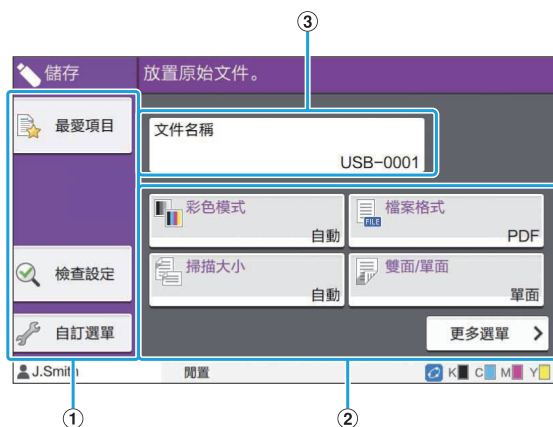 ③
儲存
放置原始文件。
最愛項目
文件名稱
USB-0001
彩色模式
自動
檔案格式
FILE
PDF
檢查設定
掃描大小
自動
雙面/單面
單面
自訂選單
更多選單
J.Smith
閒置
K C M Y
① ②